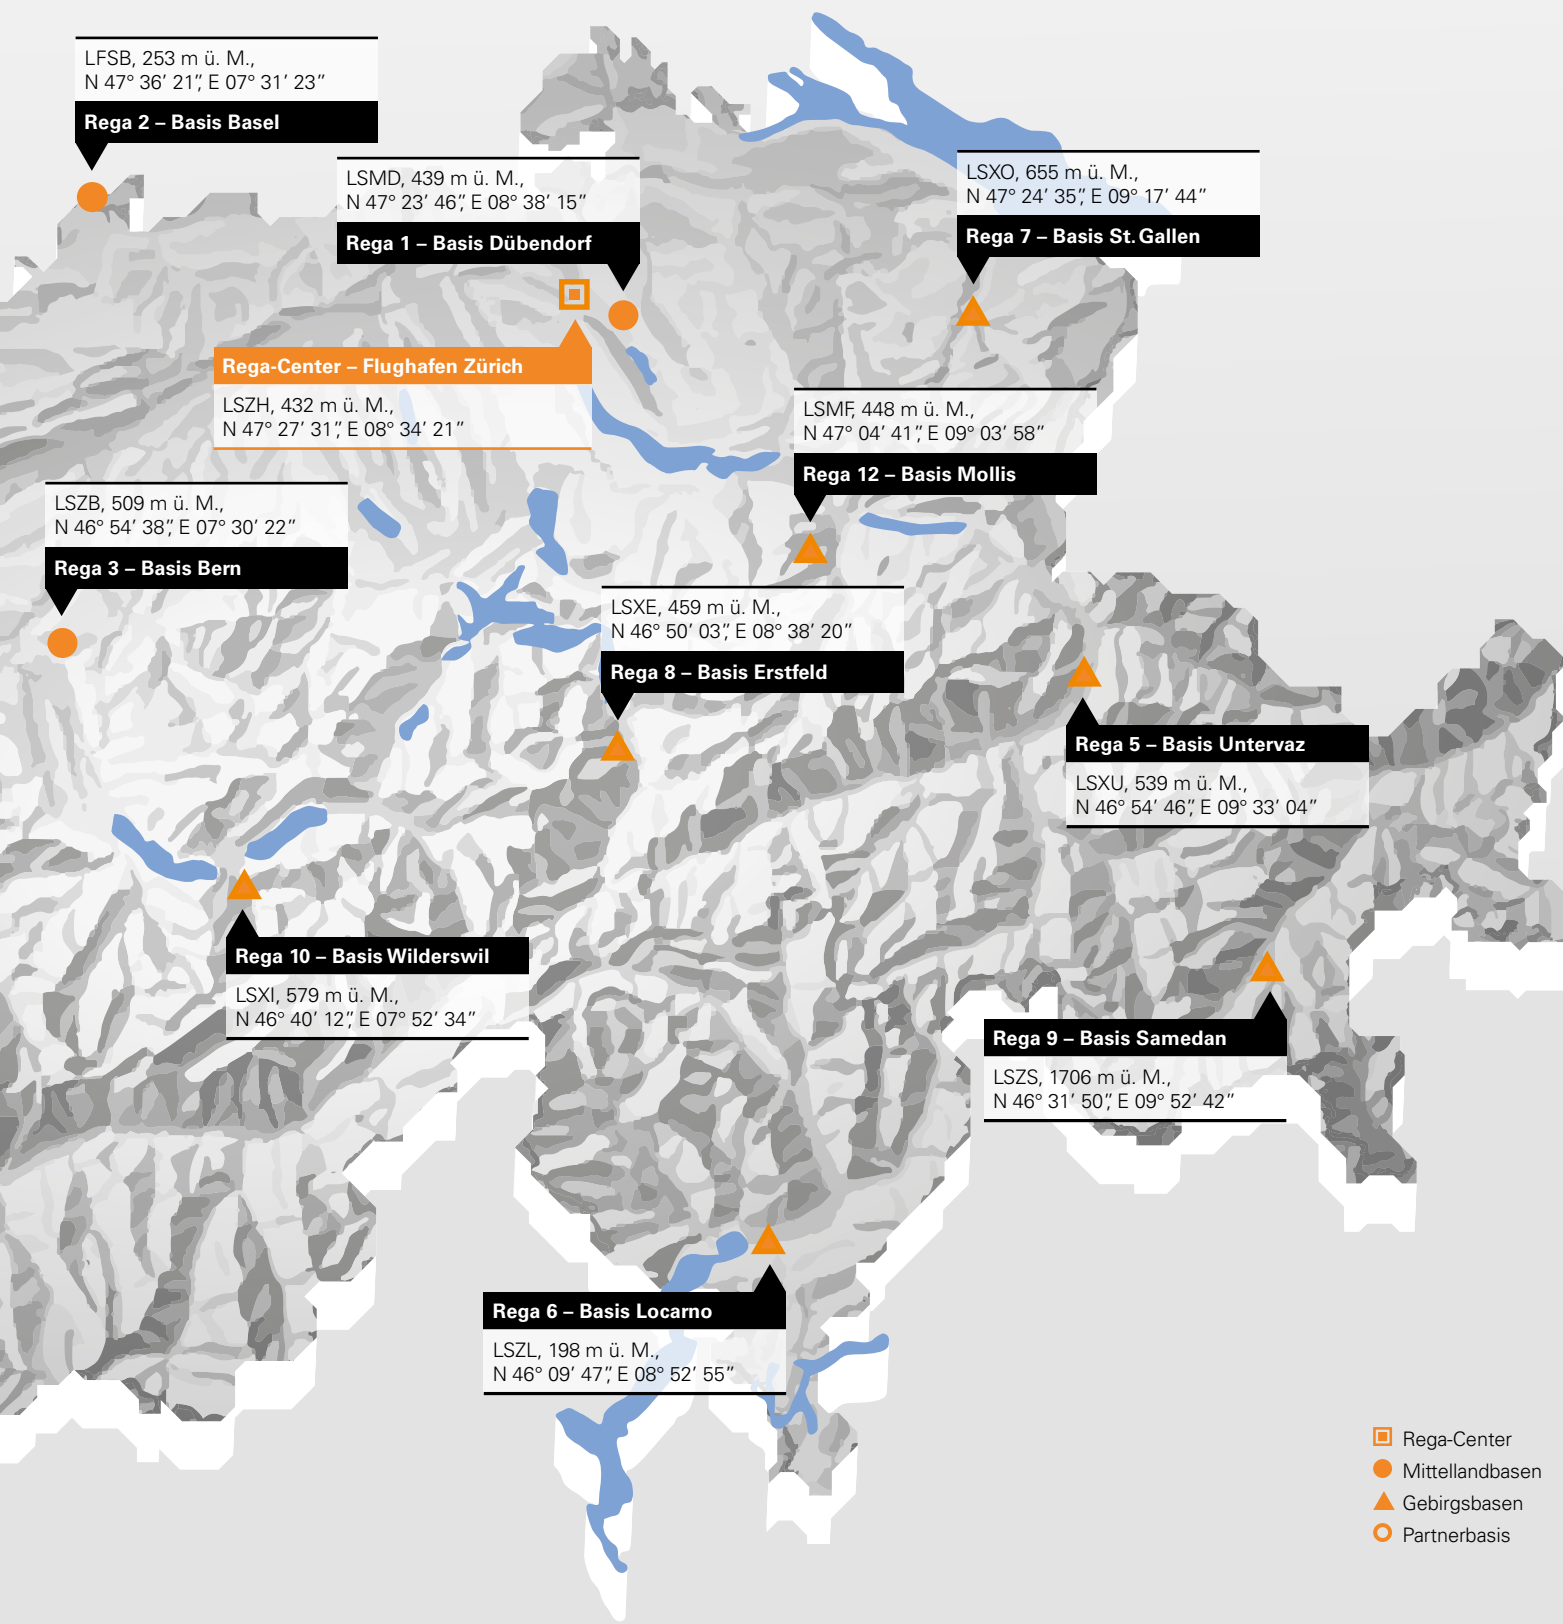 LFSB, 253 m ü. M.,
N 47° 36′ 21″, E 07° 31′ 23″
Rega 2 – Basis Basel
LSMD, 439 m ü. M.,
N 47° 23′ 46″, E 08° 38′ 15″
Rega 1 – Basis Dübendorf
LSXO, 655 m ü. M.,
N 47° 24′ 35″, E 09° 17′ 44″
Rega 7 – Basis St. Gallen
Rega-Center – Flughafen Zürich
LSZH, 432 m ü. M.,
N 47° 27′ 31″, E 08° 34′ 21″
LSMF, 448 m ü. M.,
N 47° 04′ 41″, E 09° 03′ 58″
Rega 12 – Basis Mollis
LSZB, 509 m ü. M.,
N 46° 54′ 38″, E 07° 30′ 22″
Rega 3 – Basis Bern
LSXE, 459 m ü. M.,
N 46° 50′ 03″, E 08° 38′ 20″
Rega 8 – Basis Erstfeld
Rega 5 – Basis Untervaz
LSXU, 539 m ü. M.,
N 46° 54′ 46″, E 09° 33′ 04″
Rega 10 – Basis Wilderswil
LSXI, 579 m ü. M.,
N 46° 40′ 12″, E 07° 52′ 34″
Rega 9 – Basis Samedan
LSZS, 1706 m ü. M.,
N 46° 31′ 50″, E 09° 52′ 42″
Rega 6 – Basis Locarno
LSZL, 198 m ü. M.,
N 46° 09′ 47″, E 08° 52′ 55″
Rega-Center
Mittellandbasen
Gebirgsbasen
Partnerbasis